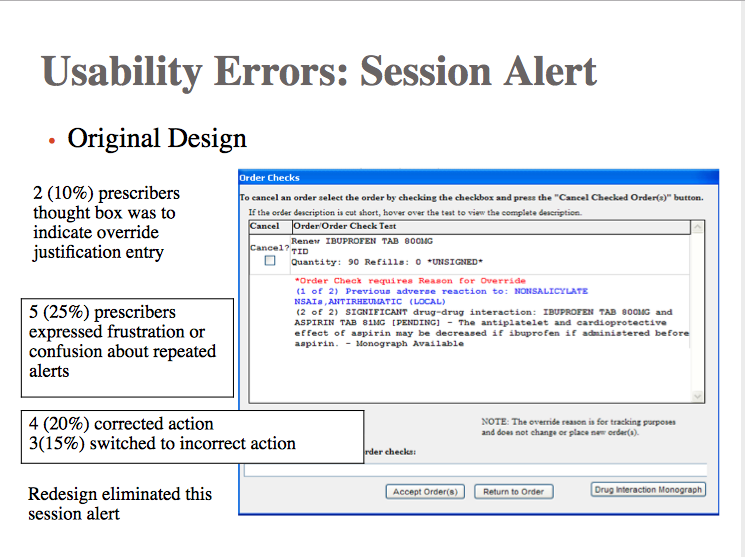 Usability Errors: Session Alert
• Original Design
2 (10%) prescribers
thought box was to
indicate override
justification entry
5 (25%) prescribers
expressed frustration or
confusion about repeated
alerts
4 (20%) corrected action
3(15%) switched to incorrect action
Redesign eliminated this
session alert
Order Checks
To cancel an order select the order by checking the checkbox and press the "Cancel Checked Order(s)" button.
If the order description is cut short, hover over the test to view the complete description.
Cancel Order/Order Check Test
Cancel?
Renew IBUPROFEN TAB 800MG
TID
Quantity: 90 Refills: 0 *UNSIGNED*
*Order Check requires Reason for Override
(1 of 2) Previous adverse reaction to: NONSALICYLATE
NSAIs,ANTIRHEUMATIC (LOCAL)
(2 of 2) SIGNIFICANT drug-drug interaction: IBUPROFEN TAB 800MG and
ASPIRIN TAB 81MG [PENDING] - The antiplatelet and cardioprotective
effect of aspirin may be decreased if ibuprofen if administered before
aspirin. - Monograph Available
NOTE: The override reason is for tracking purposes
and does not change or place new order(s).
rder checks:
Accept Order(s) Return to Order Drug Interaction Monograph